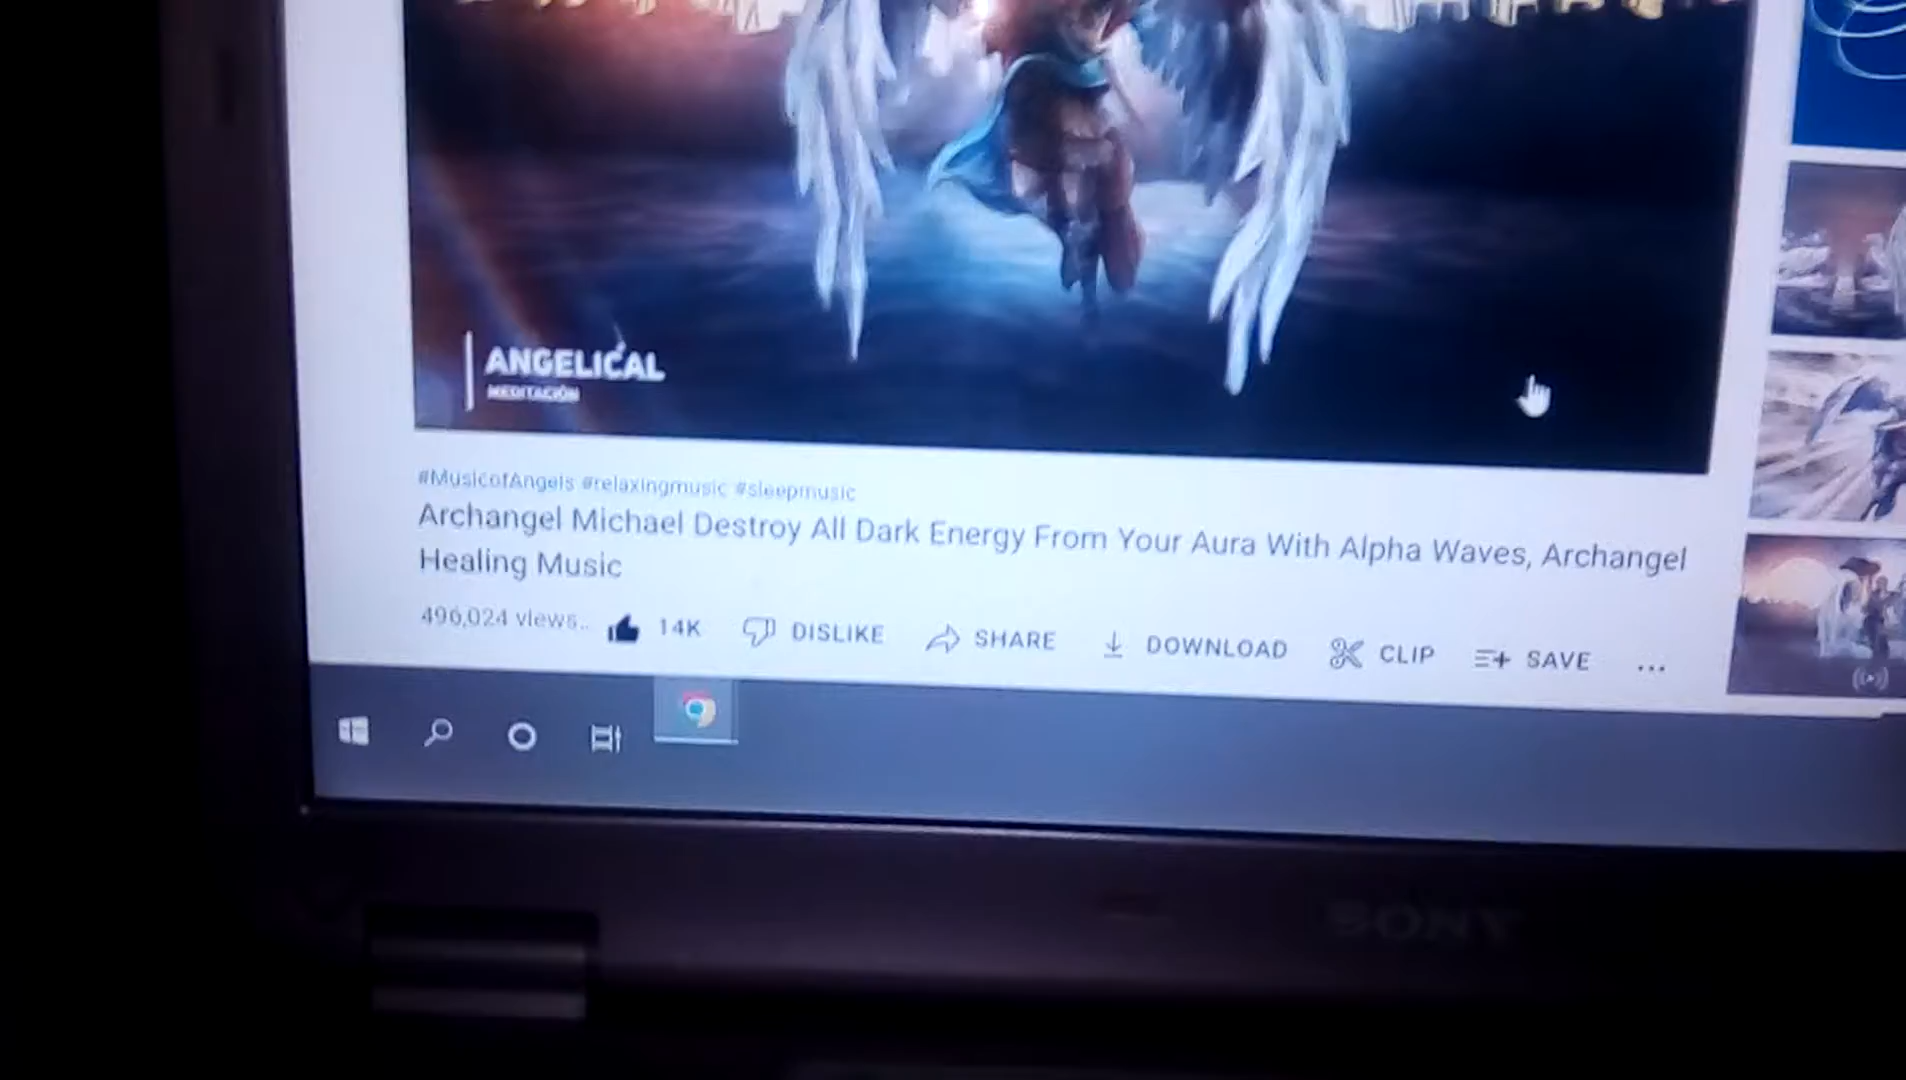 ANGELICAL
MEDITACIÓN
#MusicofAngels #relaxingmusic #sleepmusic
Archangel Michael Destroy All Dark Energy From Your Aura With Alpha Waves, Archangel
Healing Music
496,024 views..
14K
DISLIKE
SHARE
DOWNLOAD
CLIP
SAVE
...
SONY